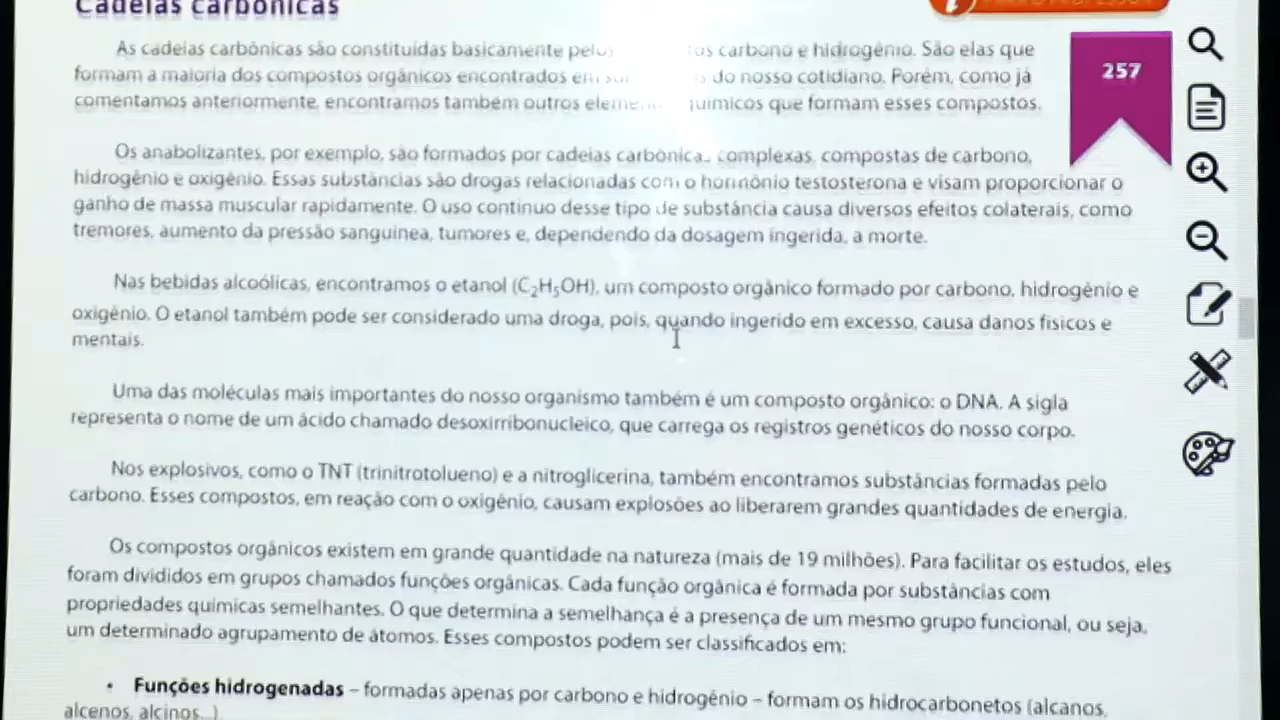 Cadeias carbônicas
As cadeias carbônicas são constituídas basicamente pelos carbono e hidrogênio. São elas que
257
formam a maioria dos compostos orgânicos encontrados em do nosso cotidiano. Porém, como já
comentamos anteriormente, encontramos também outros químicos que formam esses compostos.
Os anabolizantes, por exemplo, são formados por cadeias carbônicas complexas, compostas de carbono,
hidrogênio e oxigênio. Essas substâncias são drogas relacionadas com o hormônio testosterona e visam proporcionar o
ganho de massa muscular rapidamente. O uso contínuo desse tipo de substância causa diversos efeitos colaterais, como
tremores, aumento da pressão sanguínea, tumores e, dependendo da dosagem ingerida, a morte.
Nas bebidas alcoólicas, encontramos o etanol (C₂H₅OH), um composto orgânico formado por carbono, hidrogênio e
oxigênio. O etanol também pode ser considerado uma droga, pois, quando ingerido em excesso, causa danos físicos e
mentais.
Uma das moléculas mais importantes do nosso organismo também é um composto orgânico: o DNA. A sigla
representa o nome de um ácido chamado desoxirribonucleico, que carrega os registros genéticos do nosso corpo.
Nos explosivos, como o TNT (trinitrotolueno) e a nitroglicerina, também encontramos substâncias formadas pelo
carbono. Esses compostos, em reação com o oxigênio, causam explosões ao liberarem grandes quantidades de energia.
Os compostos orgânicos existem em grande quantidade na natureza (mais de 19 milhões). Para facilitar os estudos, eles
foram divididos em grupos chamados funções orgânicas. Cada função orgânica é formada por substâncias com
propriedades químicas semelhantes. O que determina a semelhança é a presença de um mesmo grupo funcional, ou seja,
um determinado agrupamento de átomos. Esses compostos podem ser classificados em:
• Funções hidrogenadas – formadas apenas por carbono e hidrogênio – formam os hidrocarbonetos (alcanos,
alcenos, alcinos...)